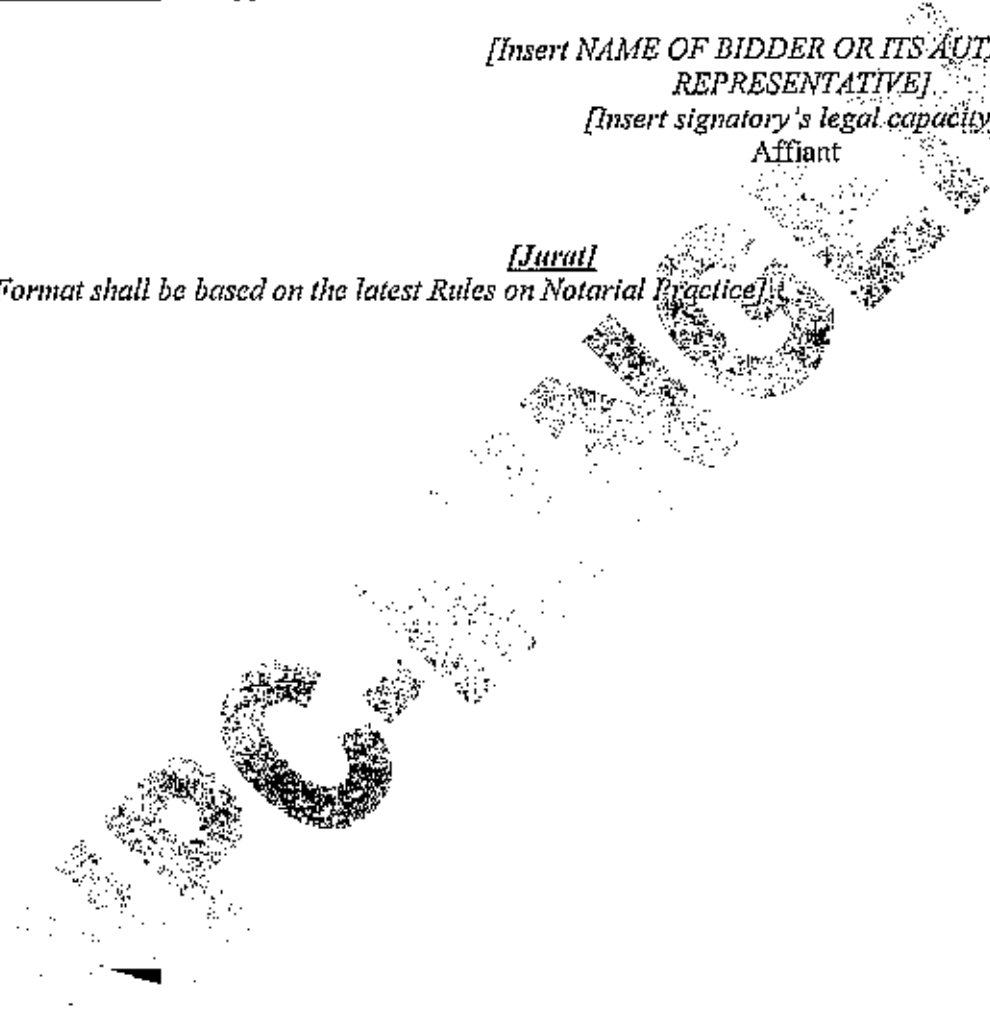 [Insert NAME OF BIDDER OR ITS AUT
REPRESENTATIVE]
[Insert signatory's legal capacity
Affiant
[Jurat]
Format shall be based on the latest Rules on Notarial Practice]